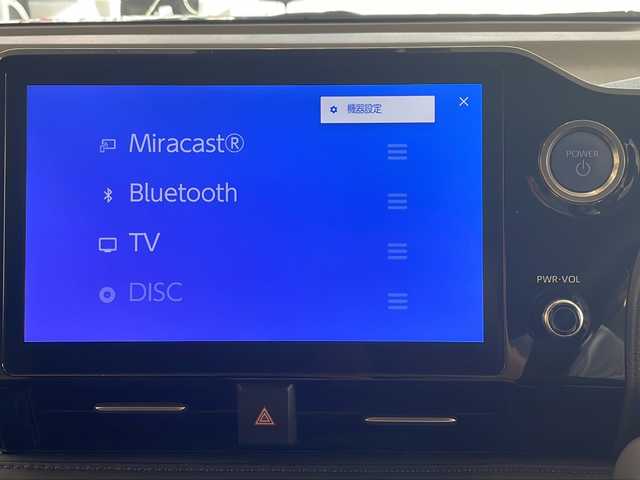 機器設定
Miracast®
Bluetooth
TV
DISC
POWER
PWR·VOL